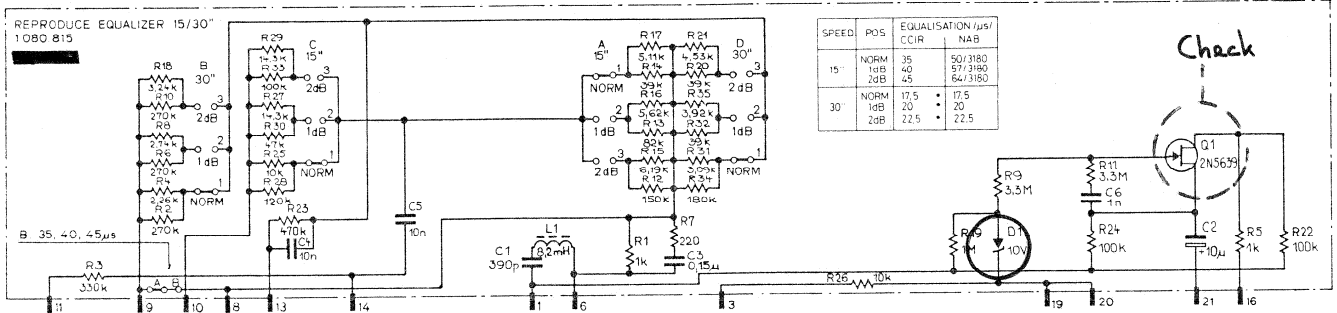 REPRODUCE EQUALIZER 15/30"
1.080.815
R18
3,24k
R10
270k
R8
2,74k
R6
270k
R4
2,26k
R2
270k
B
30"
3
2dB
2
1dB
1
NORM
R29
14,3k
R33
100k
R27
14,3k
R30
47k
R25
10k
R28
120k
C
15"
3
2dB
2
1dB
1
NORM
R23
470k
C4
10n
C5
10n
B: 35, 40, 45µs
R3
330k
A B
A
15"
1
NORM
2
1dB
3
2dB
R17
5,11k
R14
39k
R16
5,62k
R13
82k
R15
6,19k
R12
150k
R21
4,53k
R20
39k
R35
3,92k
R32
39k
R31
3,09k
R34
180k
D
30"
3
2dB
2
1dB
1
NORM
C1
390p
L1
8,2mH
R1
1k
R7
220
C3
0,15µ
SPEED POS. EQUALISATION /µs/
CCIR NAB
15" NORM 35 50/3180
1dB 40 57/3180
2dB 45 64/3180
30" NORM 17,5 • 17,5
1dB 20 • 20
2dB 22,5 • 22,5
Check
Q1
2N5639
R9
3,3M
R11
3,3M
C6
1n
R19
1M
D1
10V
R24
100k
C2
+10µ
R5
1k
R22
100k
R26 10k
11
9
10
8
13
14
1
6
3
19
20
21
16